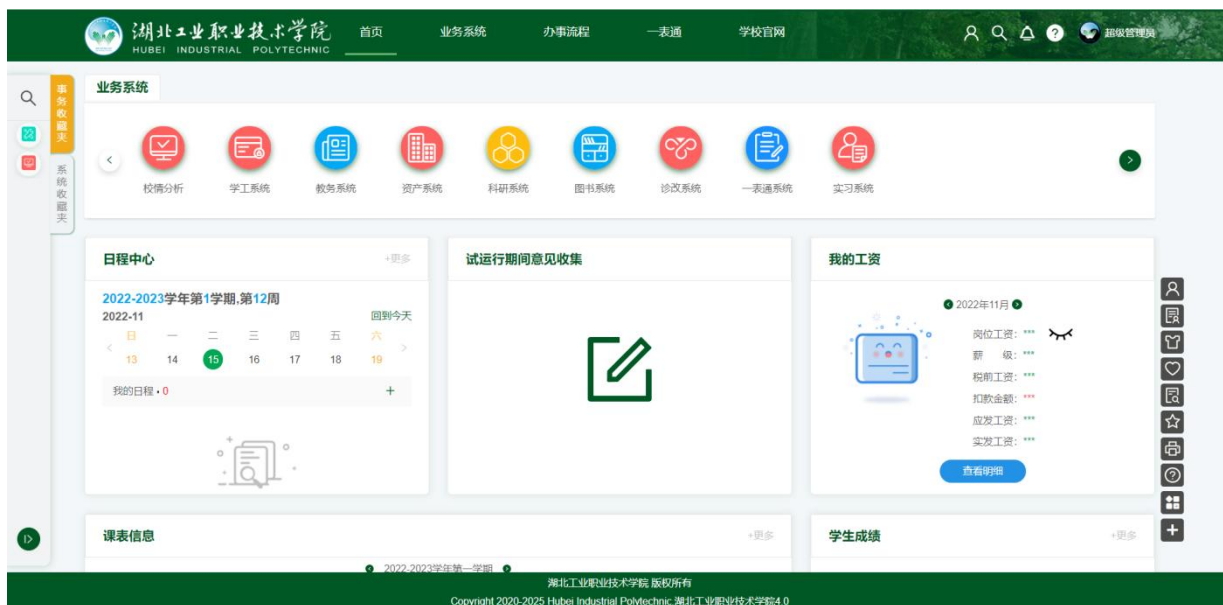 湖北工业职业技术学院
HUBEI INDUSTRIAL POLYTECHNIC
首页 业务系统 办事流程 一表通 学校官网
超级管理员
事务收藏夹
系统收藏夹
业务系统
校情分析 学工系统 教务系统 资产系统 科研系统 图书系统 诊改系统 一表通系统 实习系统
日程中心 +更多
2022-2023学年第1学期,第12周
2022-11 回到今天
日 一 二 三 四 五 六
13 14 15 16 17 18 19
我的日程•0 +
试运行期间意见收集
我的工资
2022年11月
岗位工资: ***
薪 级: ***
税前工资: ***
扣款金额: ***
应发工资: ***
实发工资: ***
查看明细
课表信息 +更多
2022-2023学年第一学期
学生成绩 +更多
湖北工业职业技术学院 版权所有
Copyright 2020-2025 Hubei Industrial Polytechnic 湖北工业职业技术学院4.0